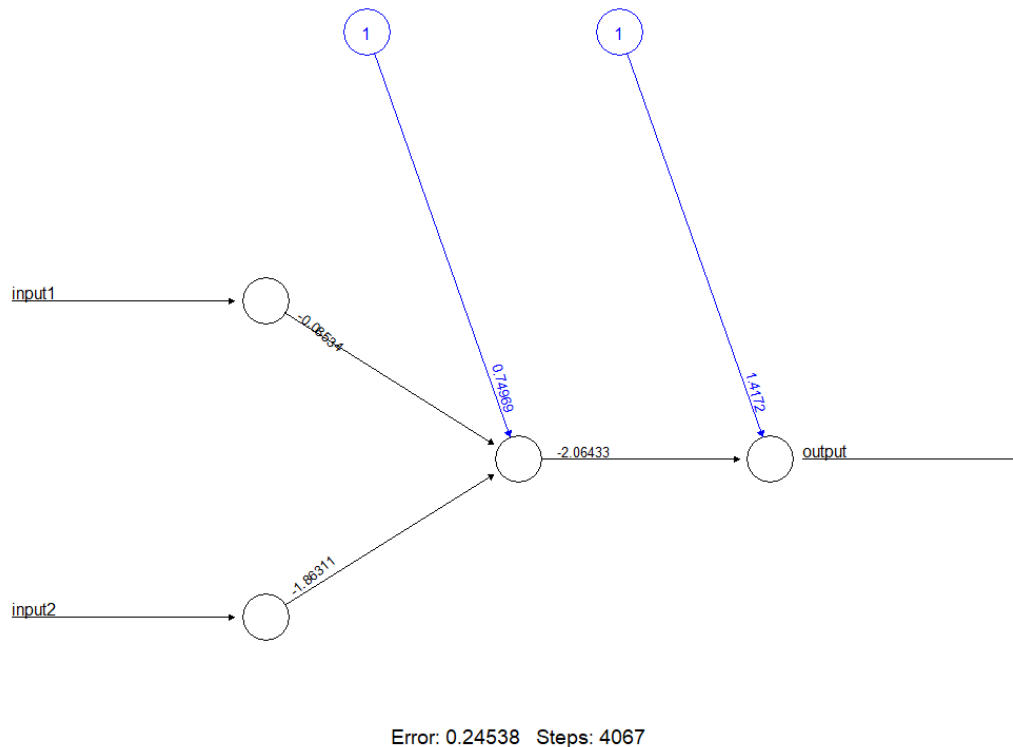 1
1
input1
-0.08534
0.74969
1.4172
-2.06433
output
-1.86311
input2
Error: 0.24538 Steps: 4067